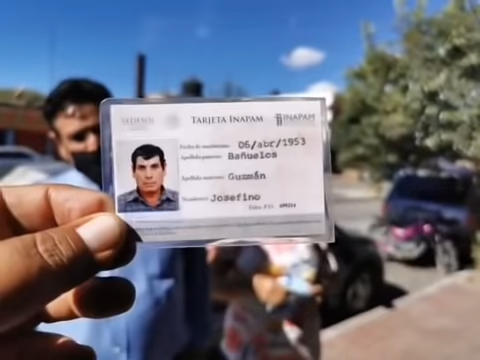 SEDESOL TARJETA INAPAM INAPAM
Fecha de nacimiento: 06/abr/1953
Apellido paterno: Bañuelos
Apellido materno: Guzmán
Nombre(s): Josefino